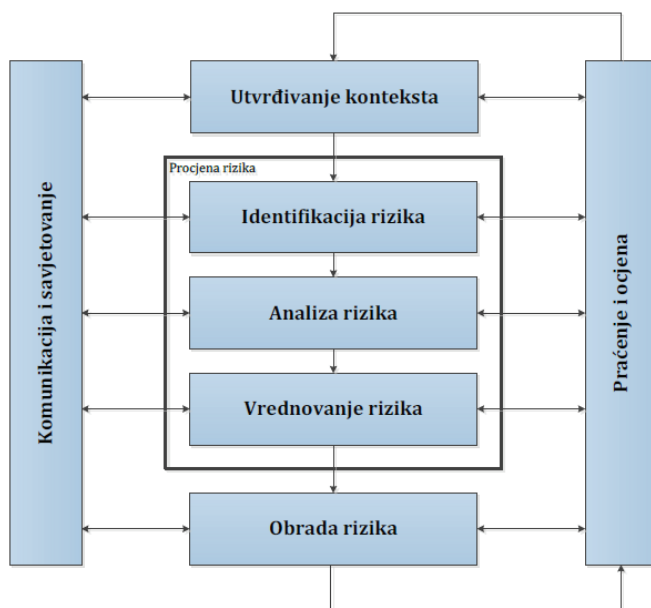 Utvrđivanje konteksta
Procjena rizika
Identifikacija rizika
Analiza rizika
Vrednovanje rizika
Obrada rizika
Komunikacija i savjetovanje
Praćenje i ocjena